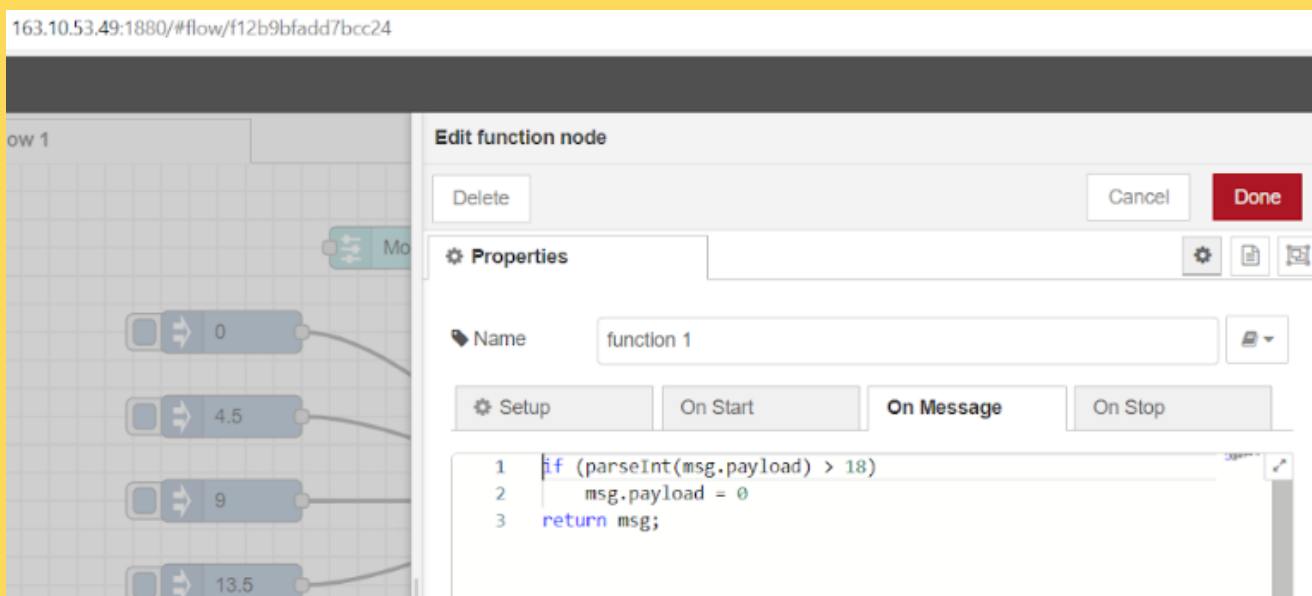 163.10.53.49:1880/#flow/f12b9bfadd7bcc24
ow 1
Edit function node
Delete
Cancel
Done
Mo
Properties
0
Name
function 1
4.5
Setup
On Start
On Message
On Stop
1 if (parseInt(msg.payload) > 18)
2 msg.payload = 0
3 return msg;
9
13.5